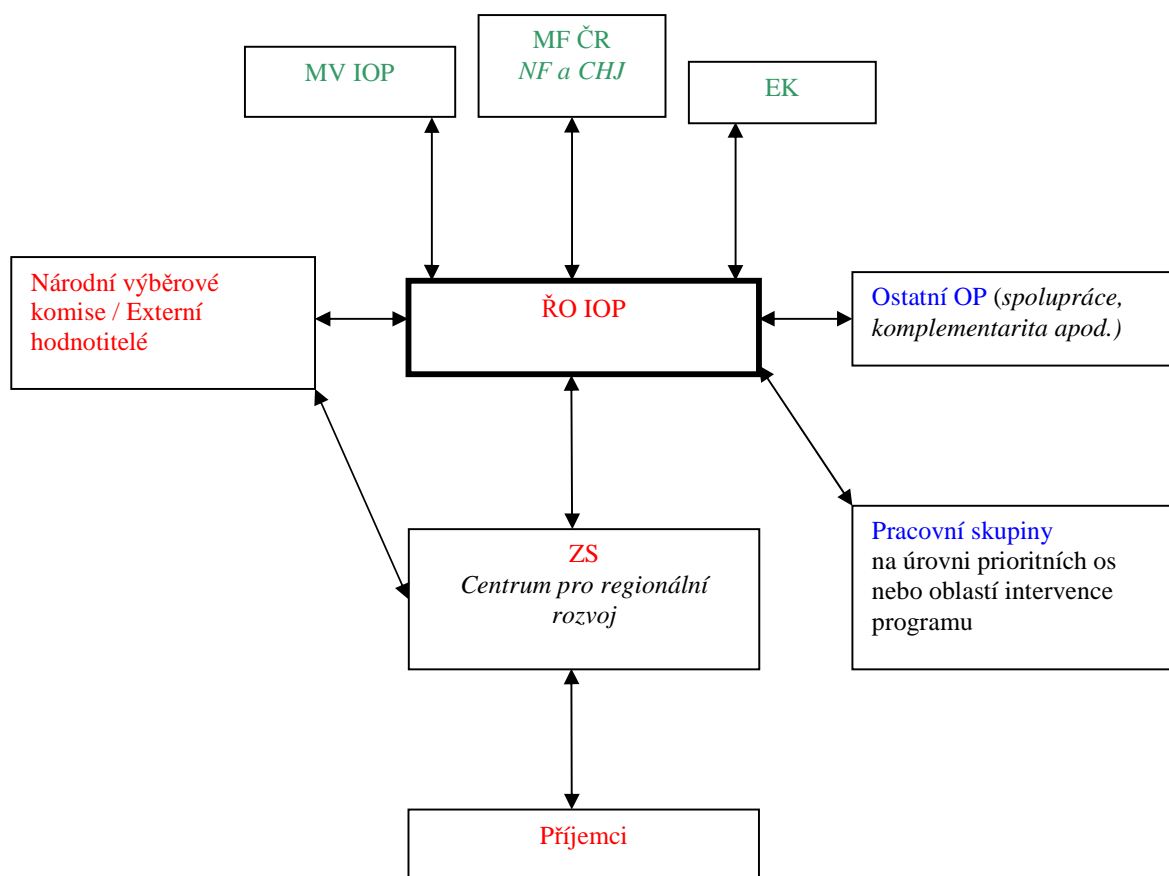 MV IOP
MF ČR
NF a CHJ
EK
Národní výběrové
komise / Externí
hodnotitelé
ŘO IOP
Ostatní OP (spolupráce,
komplementarita apod.)
ZS
Centrum pro regionální
rozvoj
Pracovní skupiny
na úrovni prioritních os
nebo oblastí intervence
programu
Příjemci